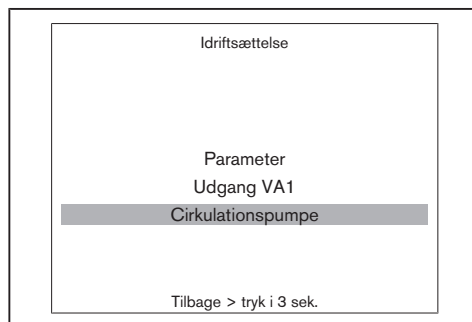 Idriftsættelse
Parameter
Udgang VA1
Cirkulationspumpe
Tilbage > tryk i 3 sek.